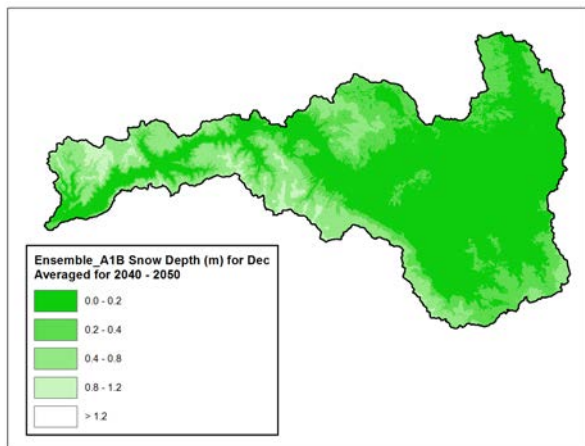 Ensemble_A1B Snow Depth (m) for Dec
Averaged for 2040 - 2050
0.0 - 0.2
0.2 - 0.4
0.4 - 0.8
0.8 - 1.2
> 1.2